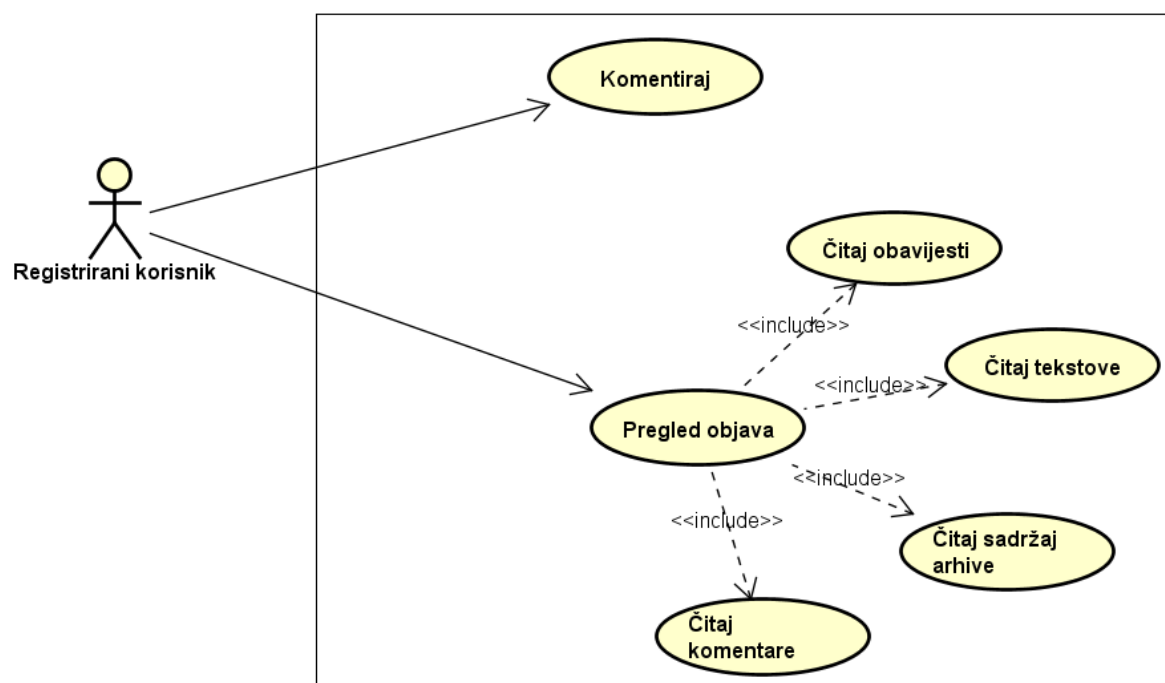 Komentiraj
Registrirani korisnik
Čitaj obavijesti
<<include>>
Čitaj tekstove
<<include>>
Pregled objava
<<include>>
<<include>>
Čitaj sadržaj
arhive
Čitaj
komentare